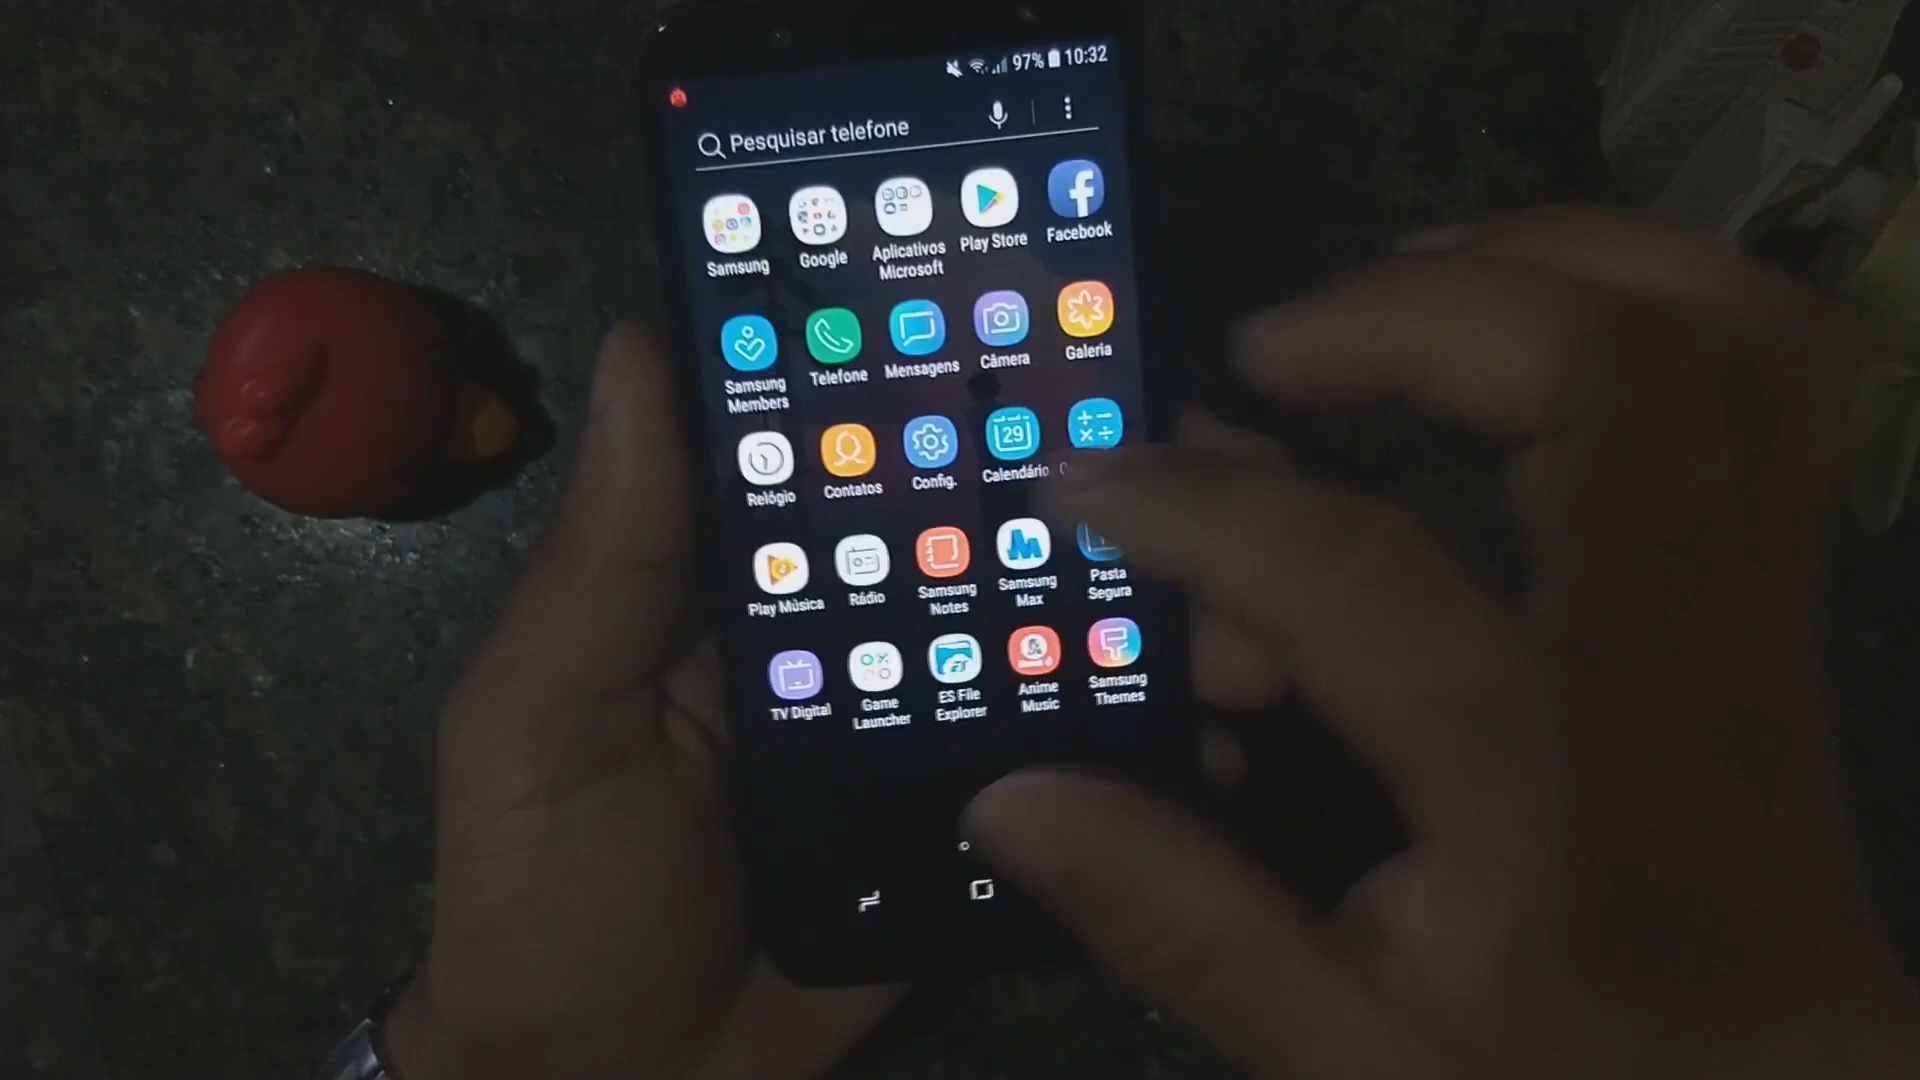 97% 10:32
Pesquisar telefone
Samsung
Google
Aplicativos
Microsoft
Play Store
Facebook
Samsung
Members
Telefone
Mensagens
Câmera
Galeria
Relógio
Contatos
Config.
29
Calendário
Play Música
Rádio
Samsung
Notes
Samsung
Max
Pasta
Segura
TV Digital
Game
Launcher
ES File
Explorer
Anime
Music
Samsung
Themes